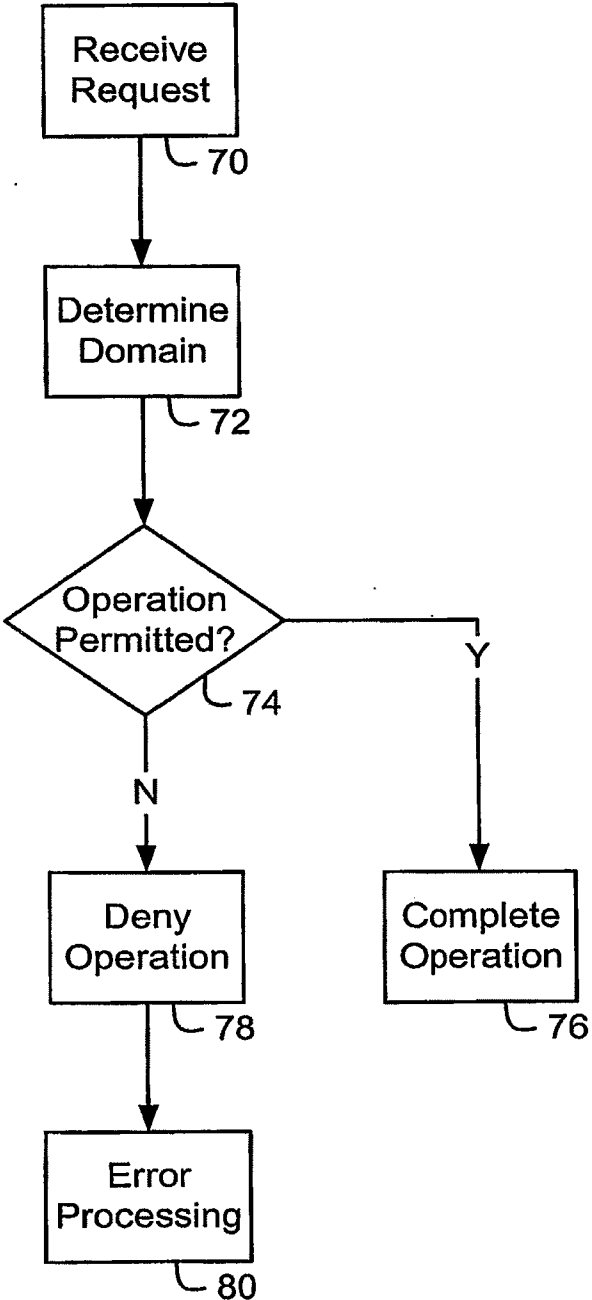 Receive
Request
70
Determine
Domain
72
Operation
Permitted?
74
Y
N
Deny
Operation
78
Complete
Operation
76
Error
Processing
80